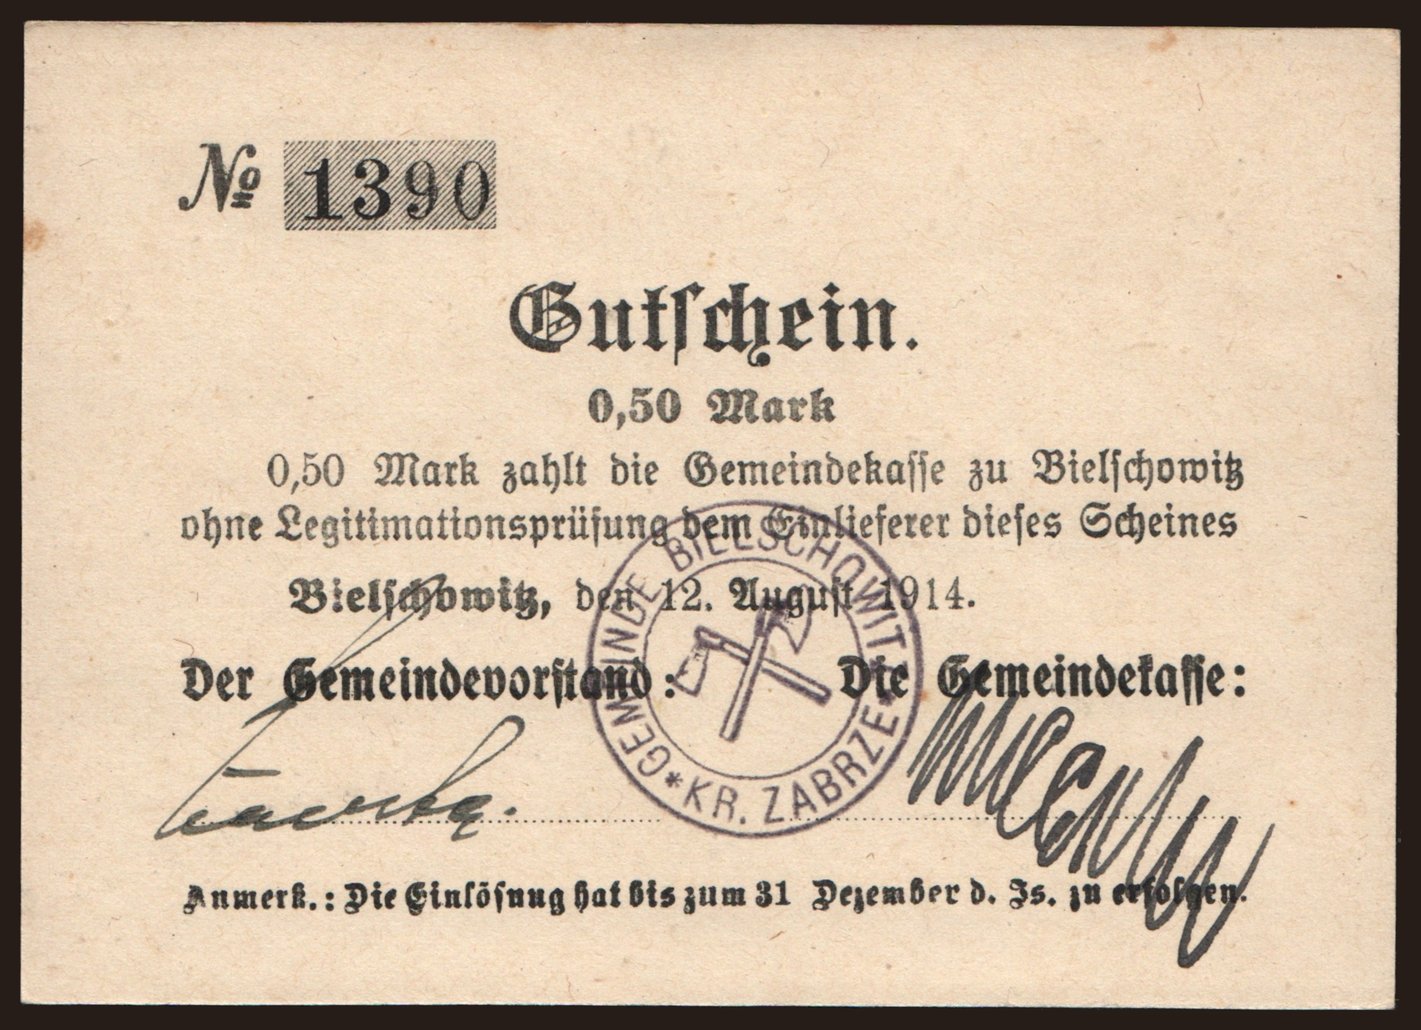 № 1390
Gutschein.
0,50 Mark
0,50 Mark zahlt die Gemeindekasse zu Bielschowitz
ohne Legitimationsprüfung dem Einlieferer dieses Scheines
Bielschowitz, den 12. August 1914.
Der Gemeindevorstand: Die Gemeindekasse:
GEMEINDE BIELSCHOWITZ
*KR. ZABRZE*
Anmerk.: Die Einlösnug hat bis zum 31 Dezember d. Js. zu erfolgen.